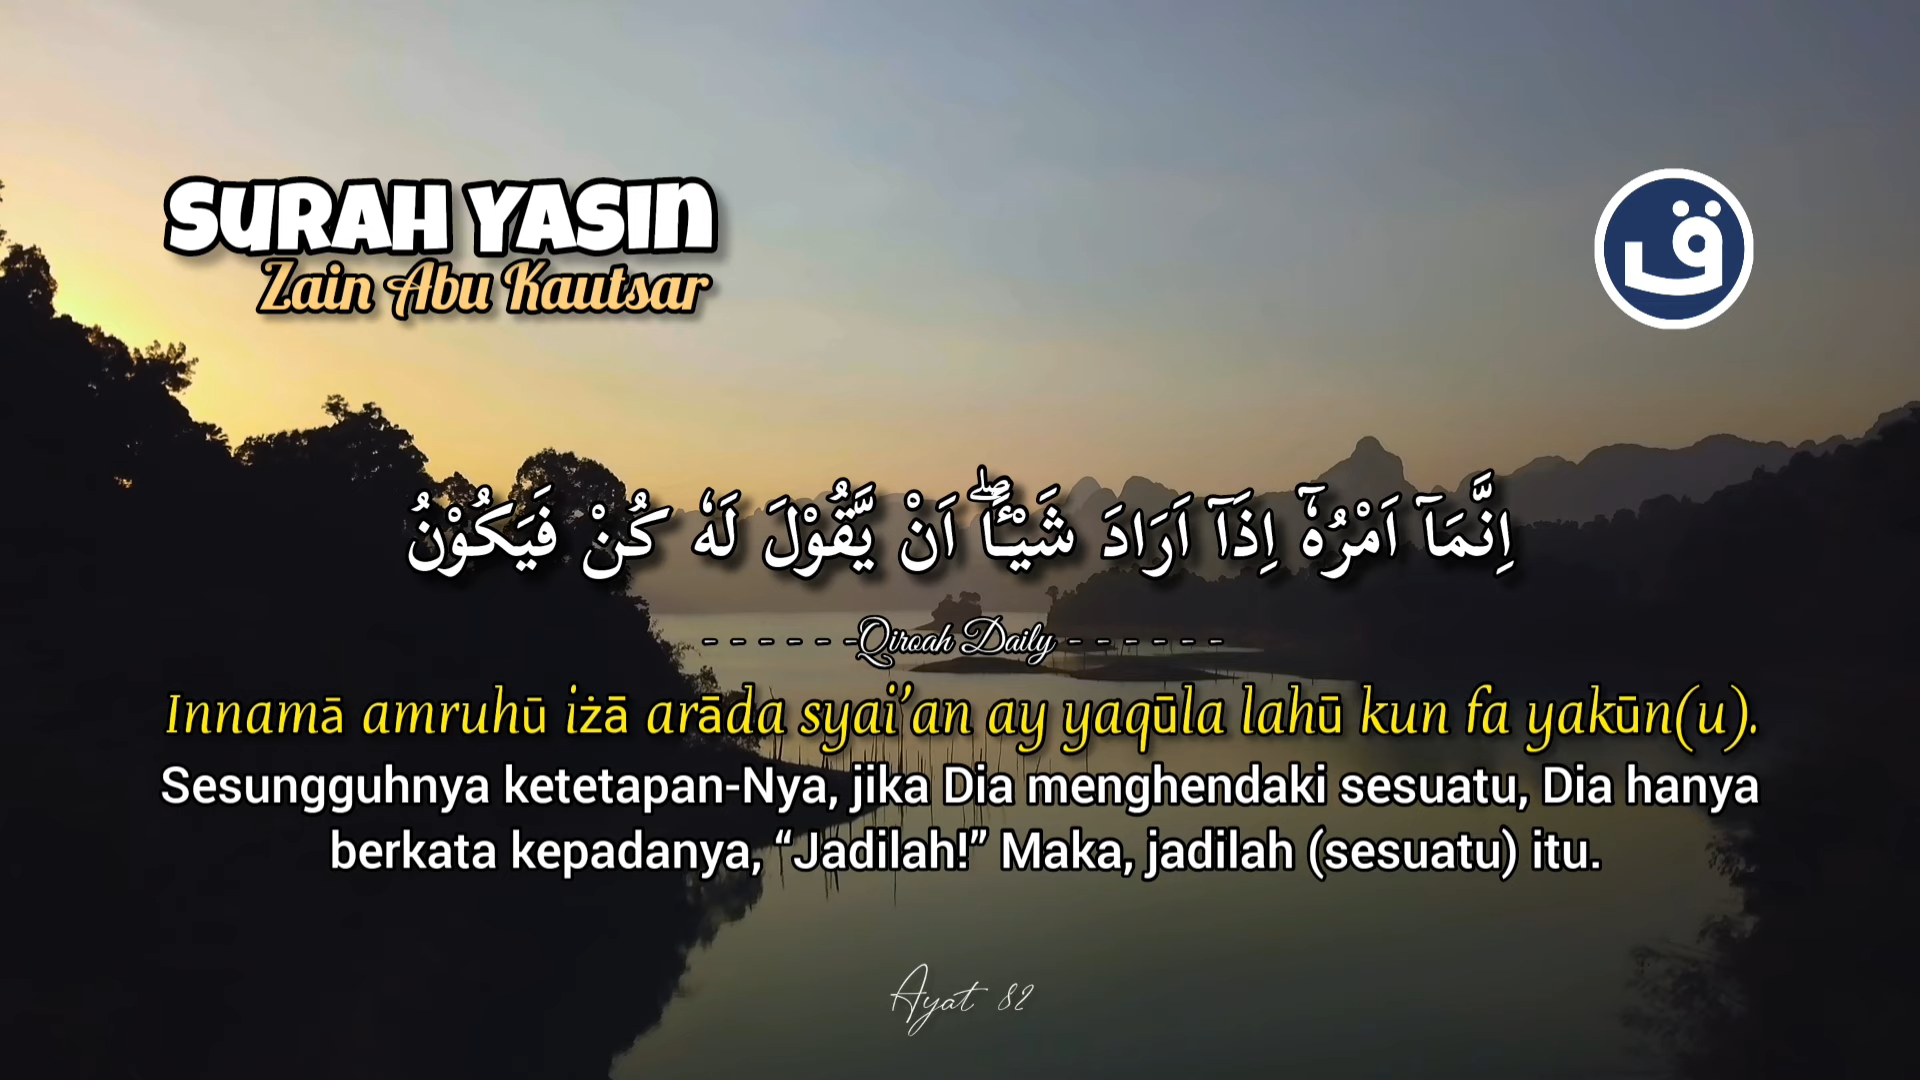 SURAH YASIN
Zain Abu Kautsar
ق
اِنَّمَآ اَمْرُهٗٓ اِذَآ اَرَادَ شَيْـًٔاۖ اَنْ يَّقُوْلَ لَهٗ كُنْ فَيَكُوْنُ
- - - - - -Qiroah Daily- - - - - -
Innamā amruhū iżā arāda syai’an ay yaqūla lahū kun fa yakūn(u).
Sesungguhnya ketetapan-Nya, jika Dia menghendaki sesuatu, Dia hanya
berkata kepadanya, “Jadilah!” Maka, jadilah (sesuatu) itu.
Ayat 82